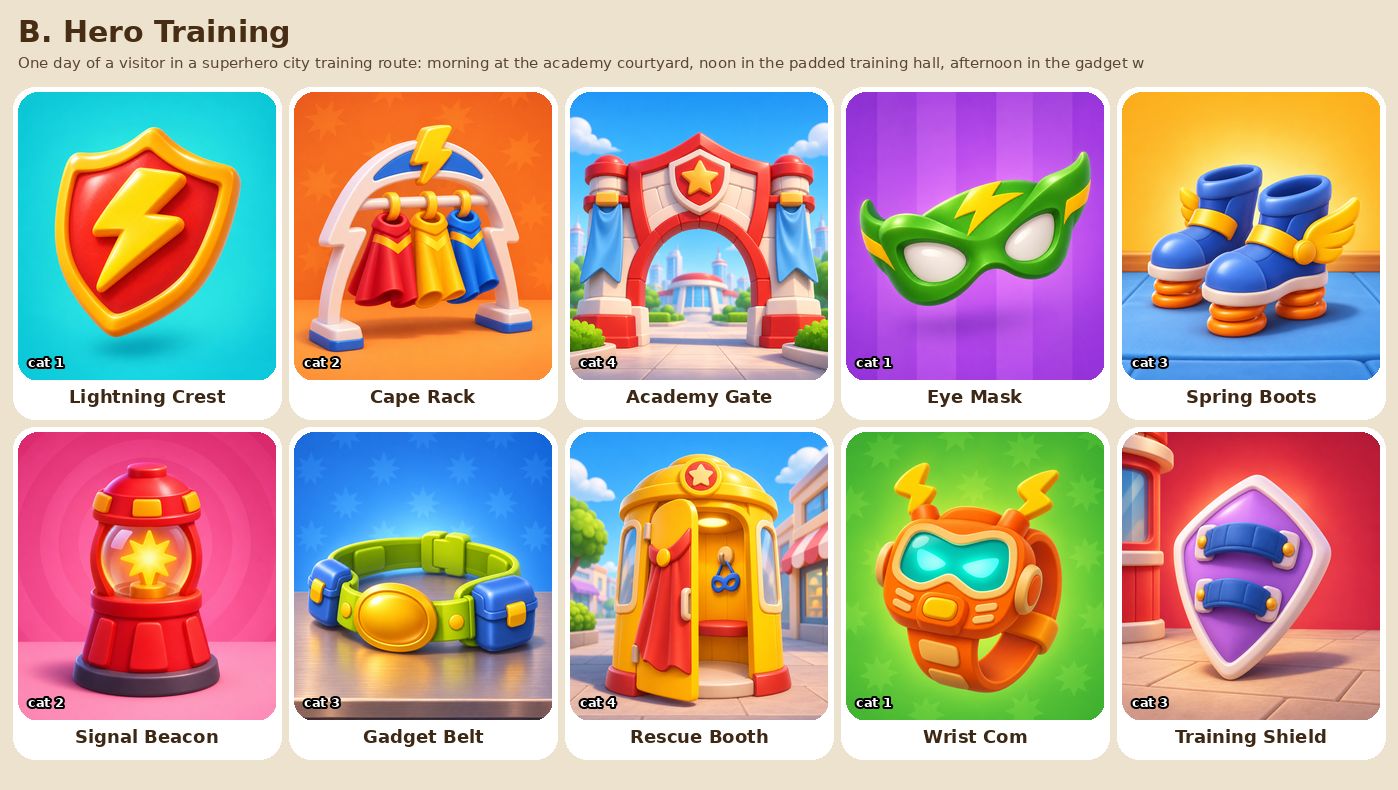 B. Hero Training
One day of a visitor in a superhero city training route: morning at the academy courtyard, noon in the padded training hall, afternoon in the gadget w
cat 1
cat 2
cat 4
cat 1
cat 3
Lightning Crest
Cape Rack
Academy Gate
Eye Mask
Spring Boots
cat 2
cat 3
cat 4
cat 1
cat 3
Signal Beacon
Gadget Belt
Rescue Booth
Wrist Com
Training Shield